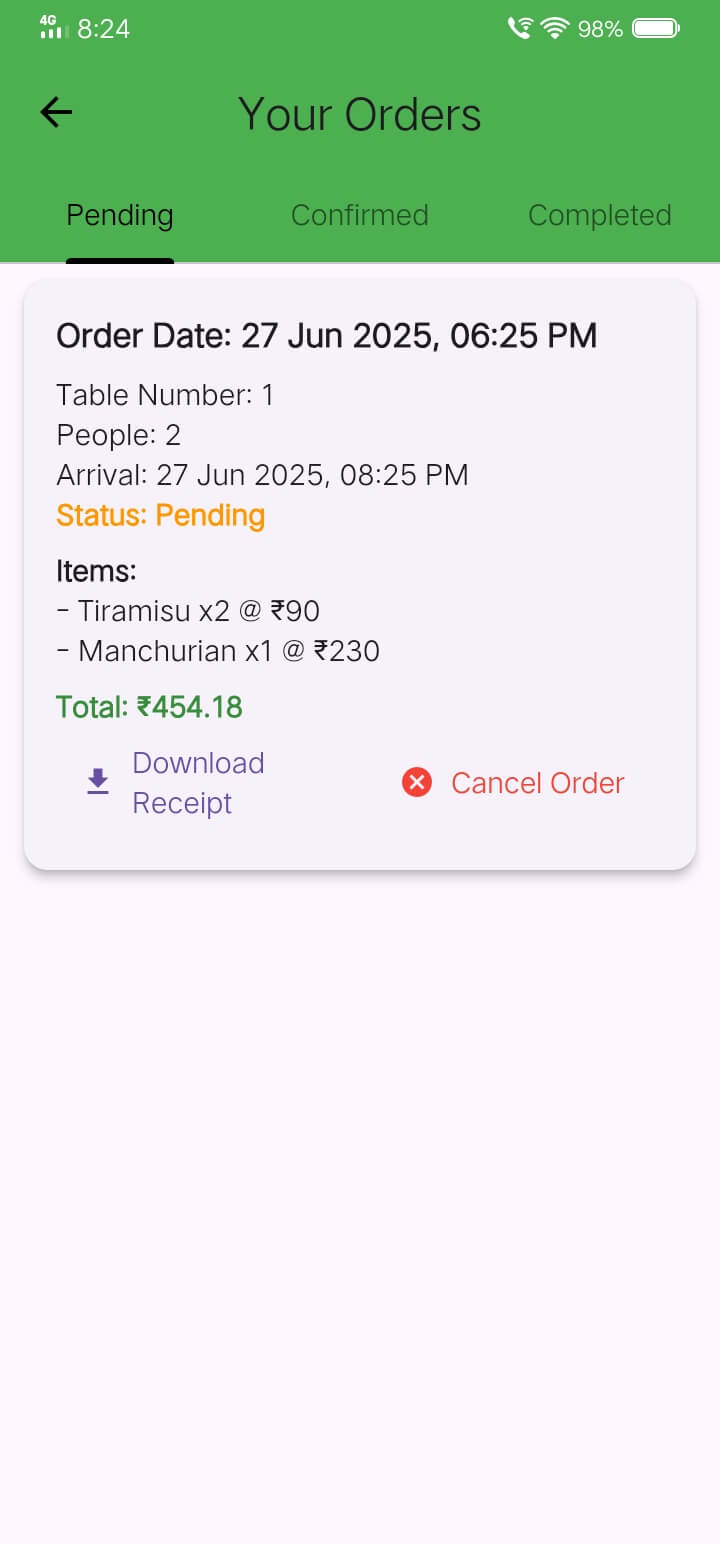 4G 8:24 98%
Your Orders
Pending Confirmed Completed
Order Date: 27 Jun 2025, 06:25 PM
Table Number: 1
People: 2
Arrival: 27 Jun 2025, 08:25 PM
Status: Pending
Items:
- Tiramisu x2 @ ₹90
- Manchurian x1 @ ₹230
Total: ₹454.18
Download
Receipt
Cancel Order